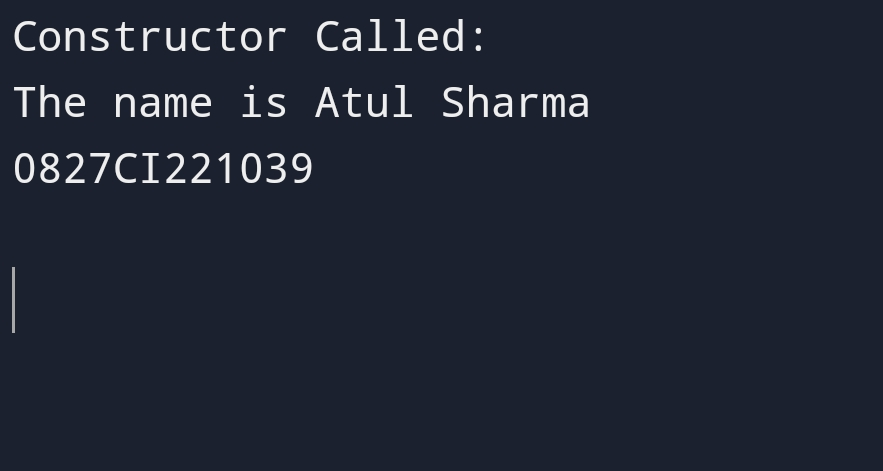 Constructor Called:
The name is Atul Sharma
0827CI221039